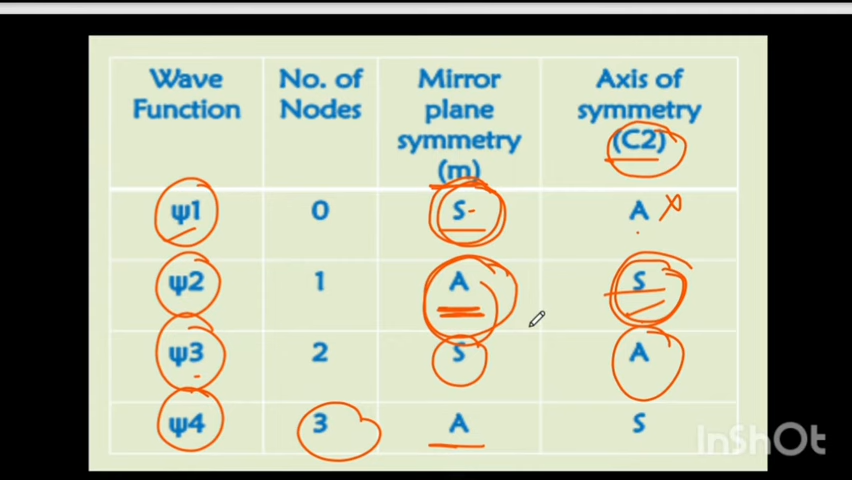 Wave Function
No. of Nodes
Mirror plane symmetry (m)
Axis of symmetry (C2)
ψ1 0 S A
ψ2 1 A S
ψ3 2 S A
ψ4 3 A S
InShOt